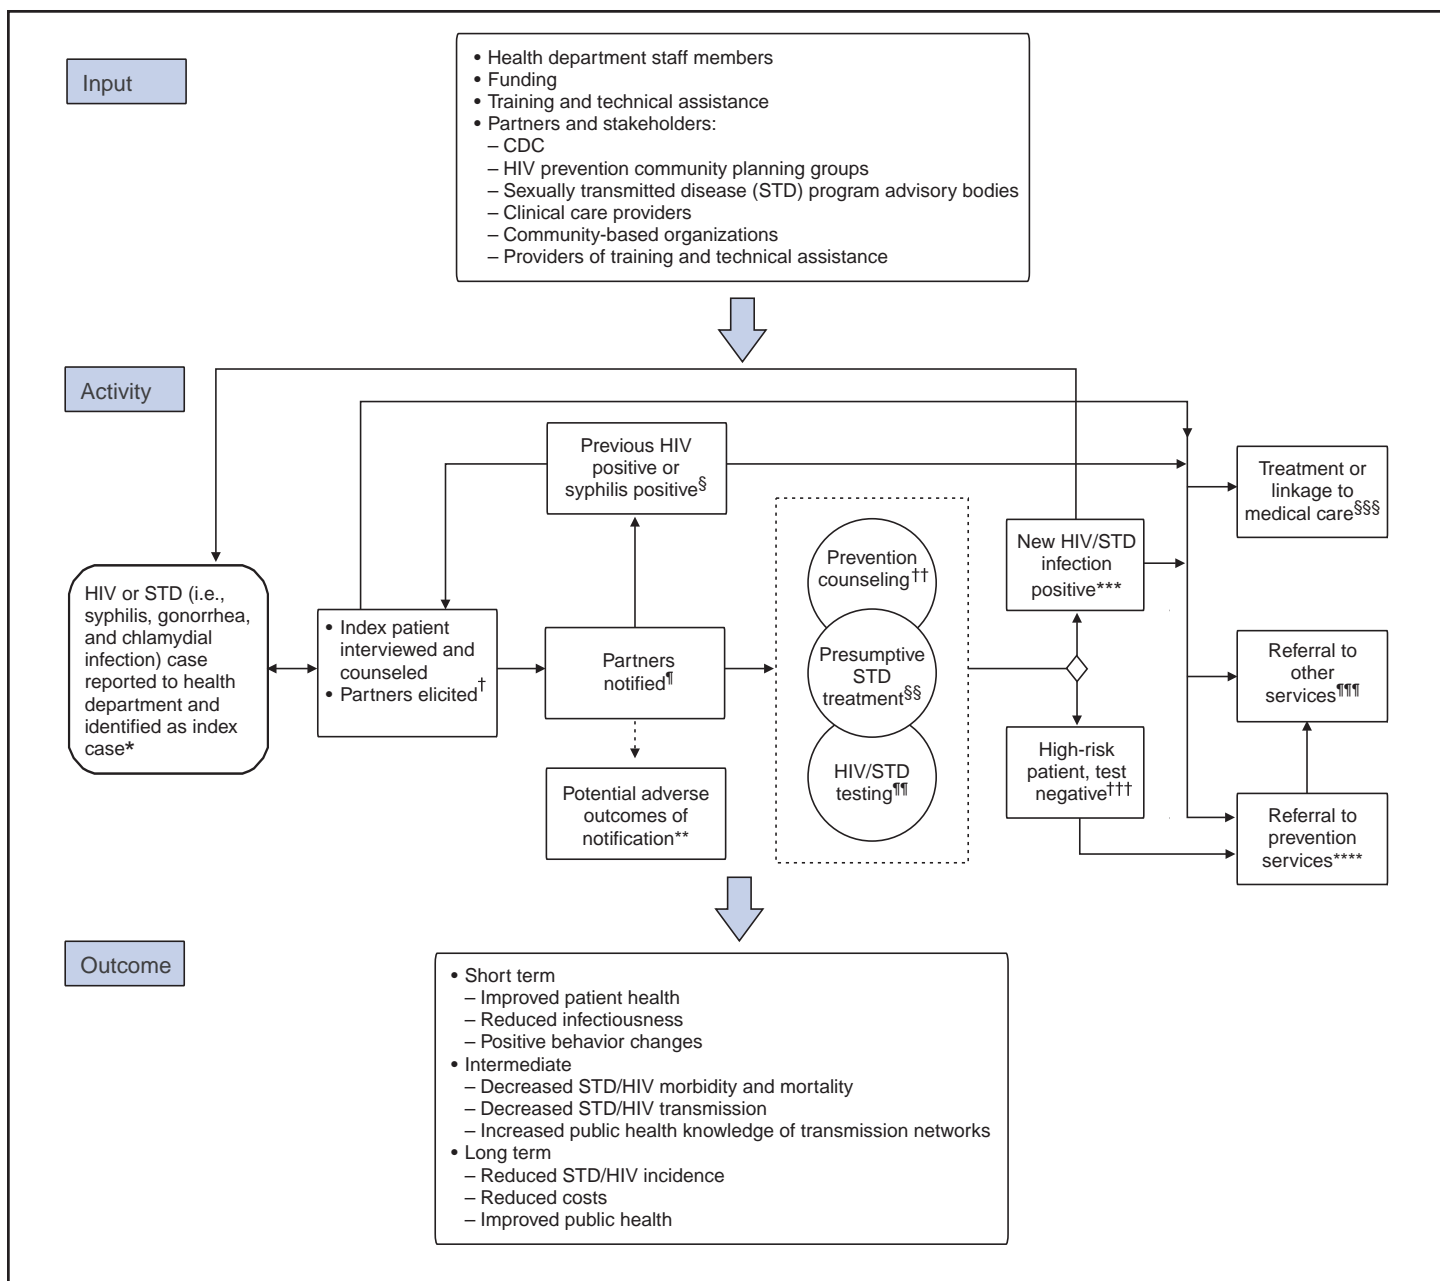 Input
• Health department staff members
• Funding
• Training and technical assistance
• Partners and stakeholders:
– CDC
– HIV prevention community planning groups
– Sexually transmitted disease (STD) program advisory bodies
– Clinical care providers
– Community-based organizations
– Providers of training and technical assistance
Activity
HIV or STD (i.e.,
syphilis, gonorrhea,
and chlamydial
infection) case
reported to health
department and
identified as index
case*
• Index patient
interviewed and
counseled
• Partners elicited†
Previous HIV
positive or
syphilis positive§
Partners
notified¶
Potential adverse
outcomes of
notification**
Prevention
counseling††
Presumptive
STD
treatment§§
HIV/STD
testing¶¶
New HIV/STD
infection
positive***
High-risk
patient, test
negative†††
Treatment or
linkage to
medical care§§§
Referral to
other
services¶¶¶
Referral to
prevention
services****
Outcome
• Short term
– Improved patient health
– Reduced infectiousness
– Positive behavior changes
• Intermediate
– Decreased STD/HIV morbidity and mortality
– Decreased STD/HIV transmission
– Increased public health knowledge of transmission networks
• Long term
– Reduced STD/HIV incidence
– Reduced costs
– Improved public health